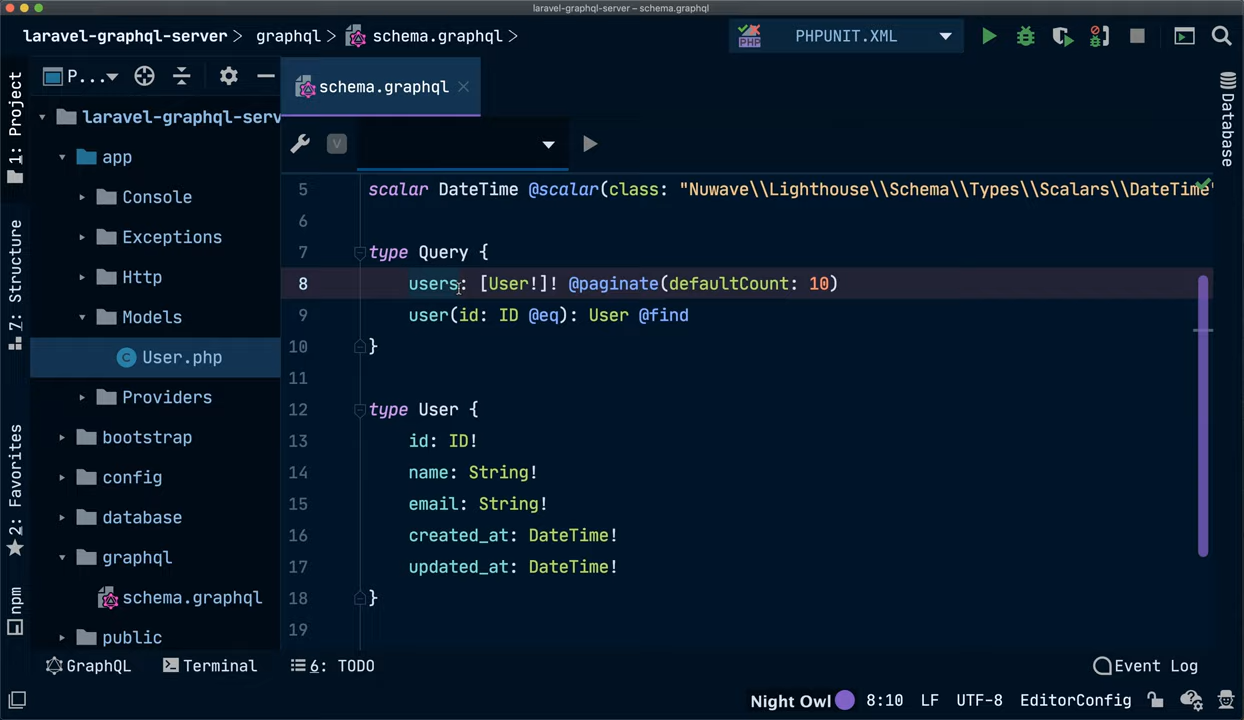 laravel-graphql-server – schema.graphql
laravel-graphql-server > graphql > schema.graphql >
PHP
PHPUNIT.XML
1: Project
7: Structure
2: Favorites
npm
P...
laravel-graphql-serv
app
Console
Exceptions
Http
Models
C User.php
Providers
bootstrap
config
database
graphql
schema.graphql
public
schema.graphql
V
5 scalar DateTime @scalar(class: "Nuwave\\Lighthouse\\Schema\\Types\\Scalars\\DateTime"
6
7 type Query {
8 users: [User!]! @paginate(defaultCount: 10)
9 user(id: ID @eq): User @find
10 }
11
12 type User {
13 id: ID!
14 name: String!
15 email: String!
16 created_at: DateTime!
17 updated_at: DateTime!
18 }
19
Database
GraphQL Terminal 6: TODO Event Log
Night Owl 8:10 LF UTF-8 EditorConfig